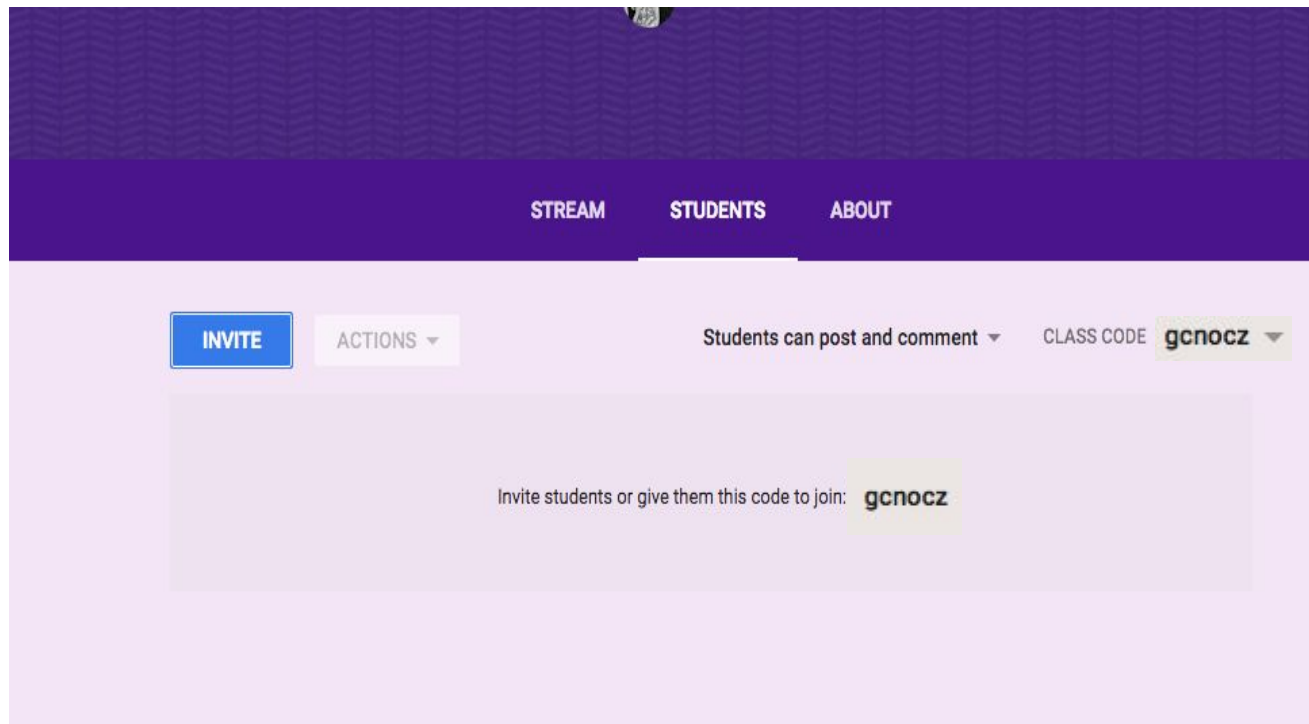 STREAM STUDENTS ABOUT
INVITE ACTIONS Students can post and comment CLASS CODE gcnocz
Invite students or give them this code to join: gcnocz